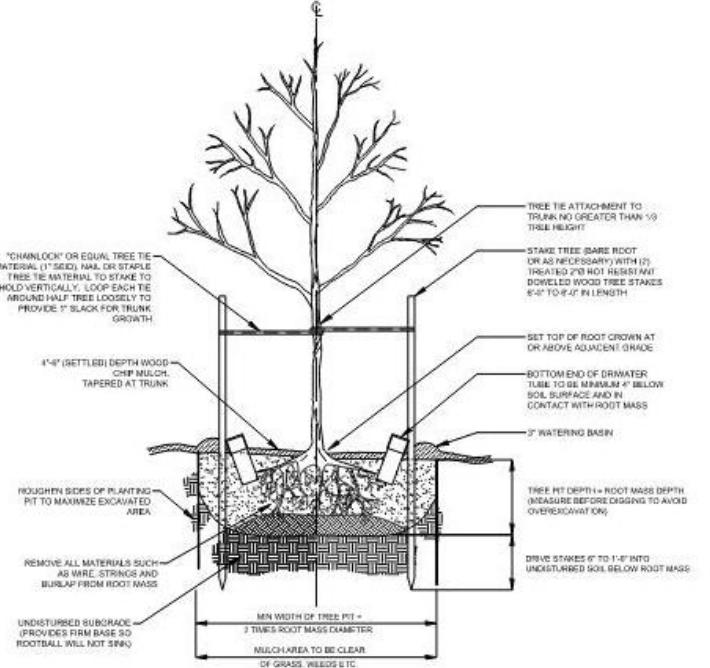 ℄
TREE TIE ATTACHMENT TO
TRUNK NO GREATER THAN 1/3
TREE HEIGHT
"CHAINLOCK" OR EQUAL TREE TIE
MATERIAL (1" SIZE), NAIL OR STAPLE
TREE TIE MATERIAL TO STAKE TO
HOLD VERTICALLY. LOOP EACH TIE
AROUND HALF TREE LOOSELY TO
PROVIDE 1" SLACK FOR TRUNK
GROWTH
STAKE TREE (BARE ROOT
OR AS NECESSARY) WITH (2)
TREATED 2"Ø ROT RESISTANT
DOWELED WOOD TREE STAKES
TO 8'-0" IN LENGTH
SET TOP OF ROOT CROWN AT
OR ABOVE ADJACENT GRADE
4"-6" (SETTLED) DEPTH WOOD
CHIP MULCH,
TAPERED AT TRUNK
BOTTOM END OF DRIWATER
TUBE TO BE MINIMUM 4" BELOW
SOIL SURFACE AND IN
CONTACT WITH ROOT MASS
3" WATERING BASIN
ROUGHEN SIDES OF PLANTING
PIT TO MAXIMIZE EXCAVATED
AREA
TREE PIT DEPTH = ROOT MASS DEPTH
(MEASURE BEFORE DIGGING TO AVOID
OVEREXCAVATION)
REMOVE ALL MATERIALS SUCH
AS WIRE, STRINGS AND
BURLAP FROM ROOT MASS
DRIVE STAKES 6" TO 1'-6" INTO
UNDISTURBED SOIL BELOW ROOT MASS
UNDISTURBED SUBGRADE
(PROVIDES FIRM BASE SO
ROOTBALL WILL NOT SINK)
MIN WIDTH OF TREE PIT =
2 TIMES ROOT MASS DIAMETER
MULCH AREA TO BE CLEAR
OF GRASS, WEEDS ETC.